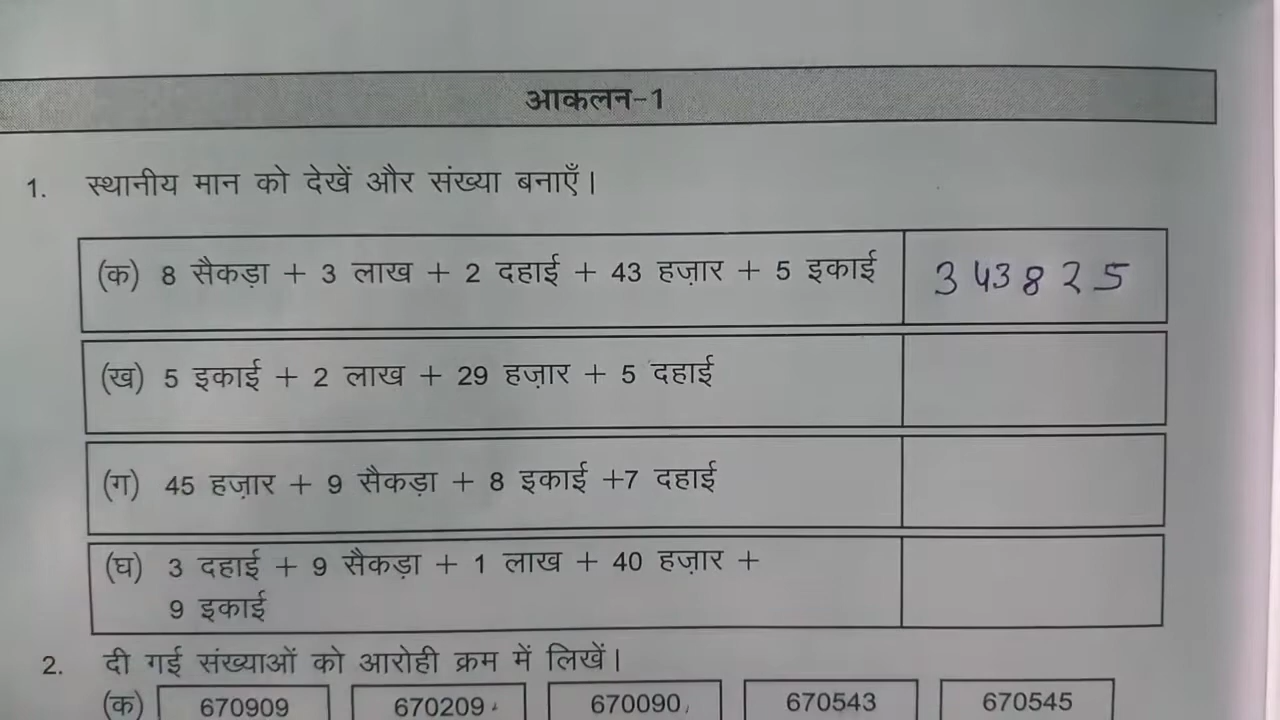 आकलन-1
1. स्थानीय मान को देखें और संख्या बनाएँ।
(क) 8 सैकड़ा + 3 लाख + 2 दहाई + 43 हज़ार + 5 इकाई 343825
(ख) 5 इकाई + 2 लाख + 29 हज़ार + 5 दहाई
(ग) 45 हज़ार + 9 सैकड़ा + 8 इकाई +7 दहाई
(घ) 3 दहाई + 9 सैकड़ा + 1 लाख + 40 हज़ार +
9 इकाई
2. दी गई संख्याओं को आरोही क्रम में लिखें।
(क) 670909 670209 670090 670543 670545